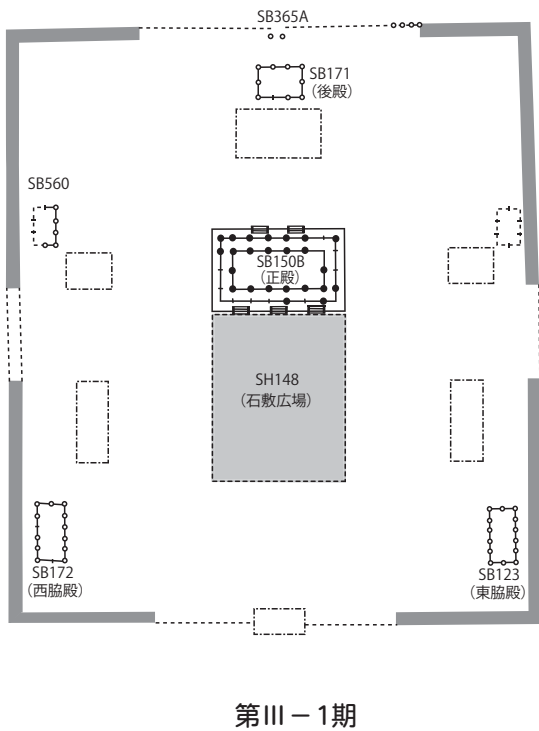 SB365A
SB171
（後殿）
SB560
SB150B
（正殿）
SH148
（石敷広場）
SB172
（西脇殿）
SB123
（東脇殿）
第Ⅲ－1期